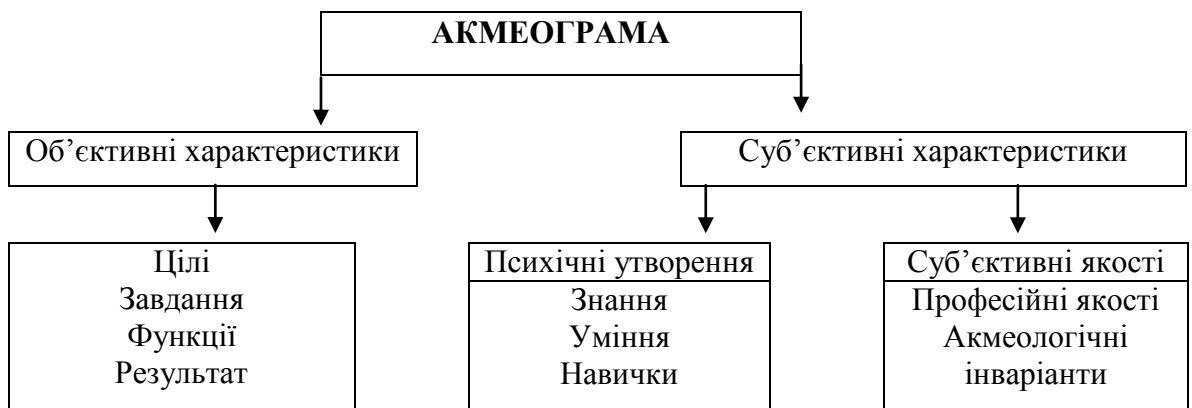 АКМЕОГРАМА
Об’єктивні характеристики
Суб’єктивні характеристики
Цілі
Завдання
Функції
Результат
Психічні утворення
Знання
Уміння
Навички
Суб’єктивні якості
Професійні якості
Акмеологічні
інваріанти